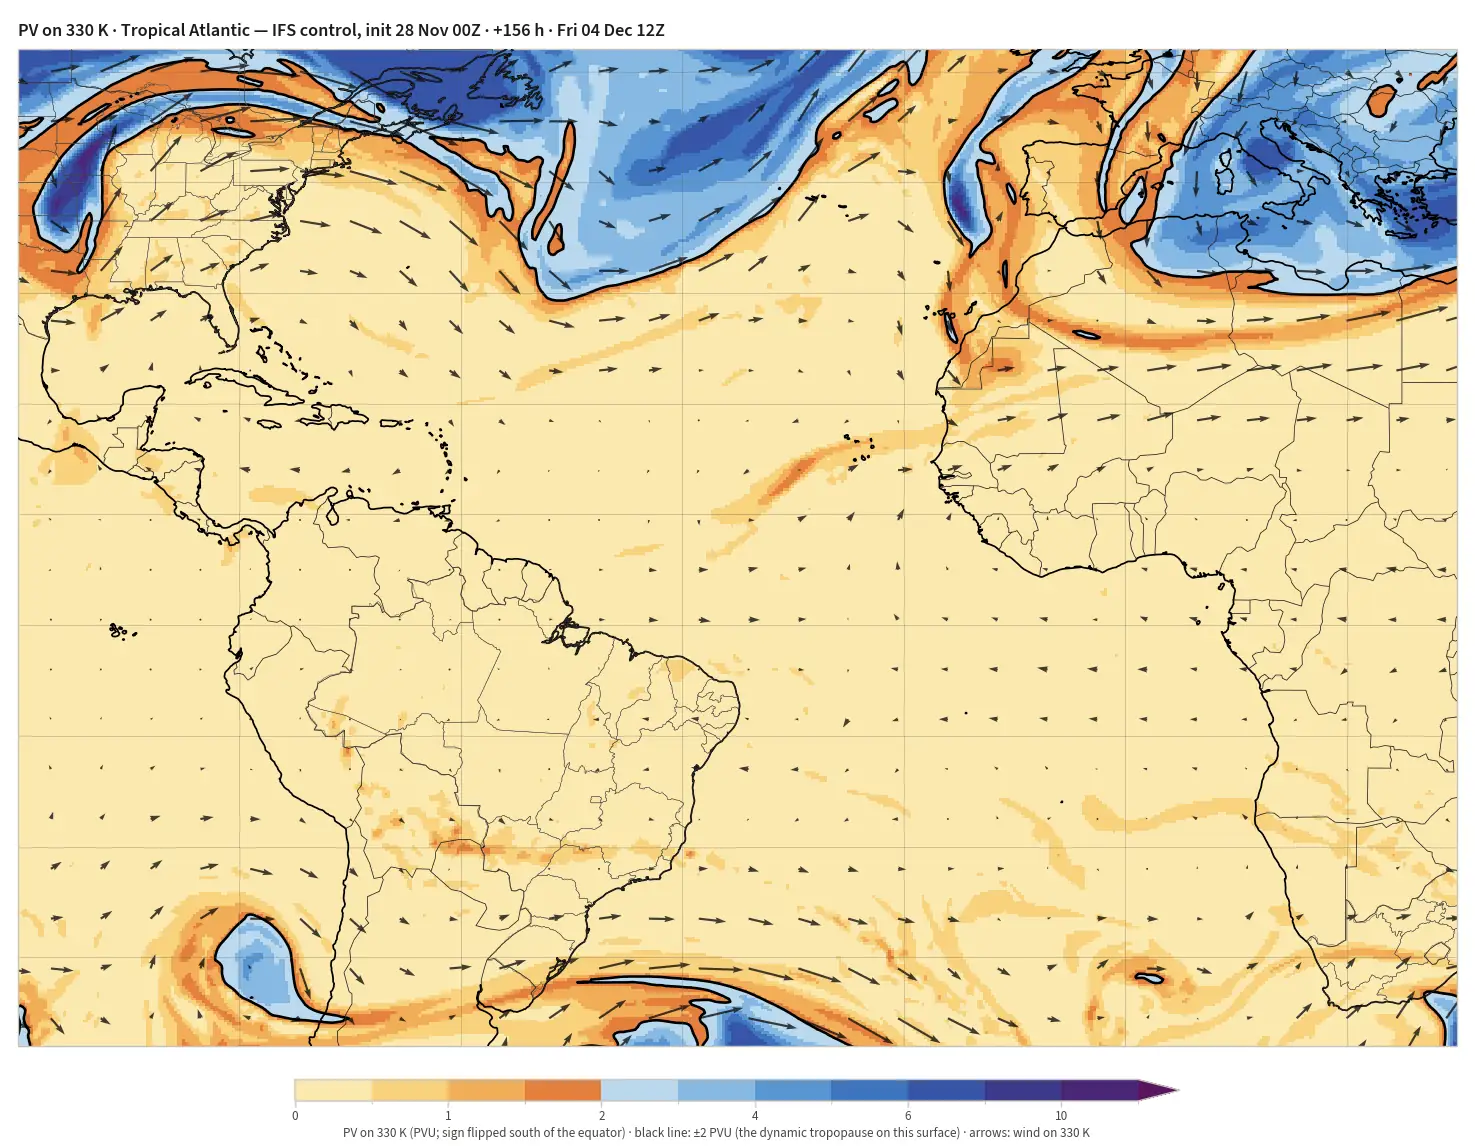 PV on 330 K · Tropical Atlantic — IFS control, init 28 Nov 00Z · +156 h · Fri 04 Dec 12Z
0 1 2 4 6 10
PV on 330 K (PVU; sign flipped south of the equator) · black line: ±2 PVU (the dynamic tropopause on this surface) · arrows: wind on 330 K